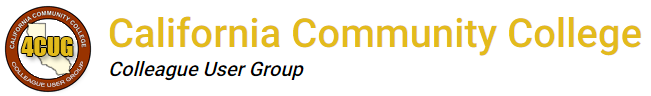 CALIFORNIA COMMUNITY COLLEGE
4CUG
COLLEAGUE USER GROUP
California Community College
Colleague User Group